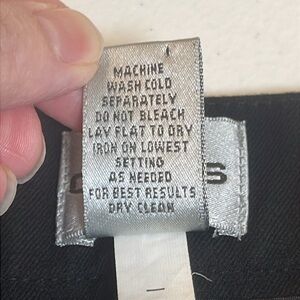 MACHINE
WASH COLD
SEPARATELY
DO NOT BLEACH
LAY FLAT TO DRY
IRON ON LOWEST
SETTING
AS NEEDED
FOR BEST RESULTS
DRY CLEAN